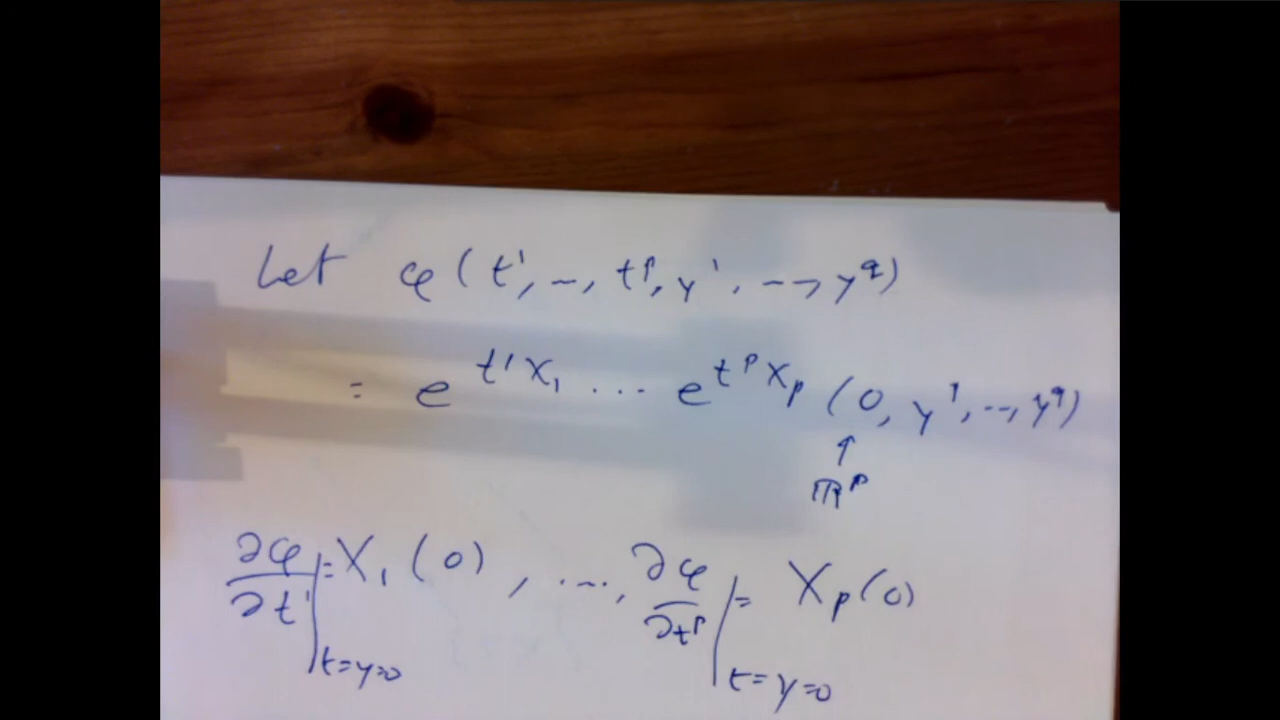 Let φ(t¹, ..., tᵖ, y¹, ..., y^q)
= e^{t¹X₁} ... e^{tᵖXₚ} (0, y¹, ..., y^q)
↑
ℝᵖ
∂φ/∂t¹|_{t=y=0} = X₁(0), ..., ∂φ/∂tᵖ|_{t=y=0} = Xₚ(0)